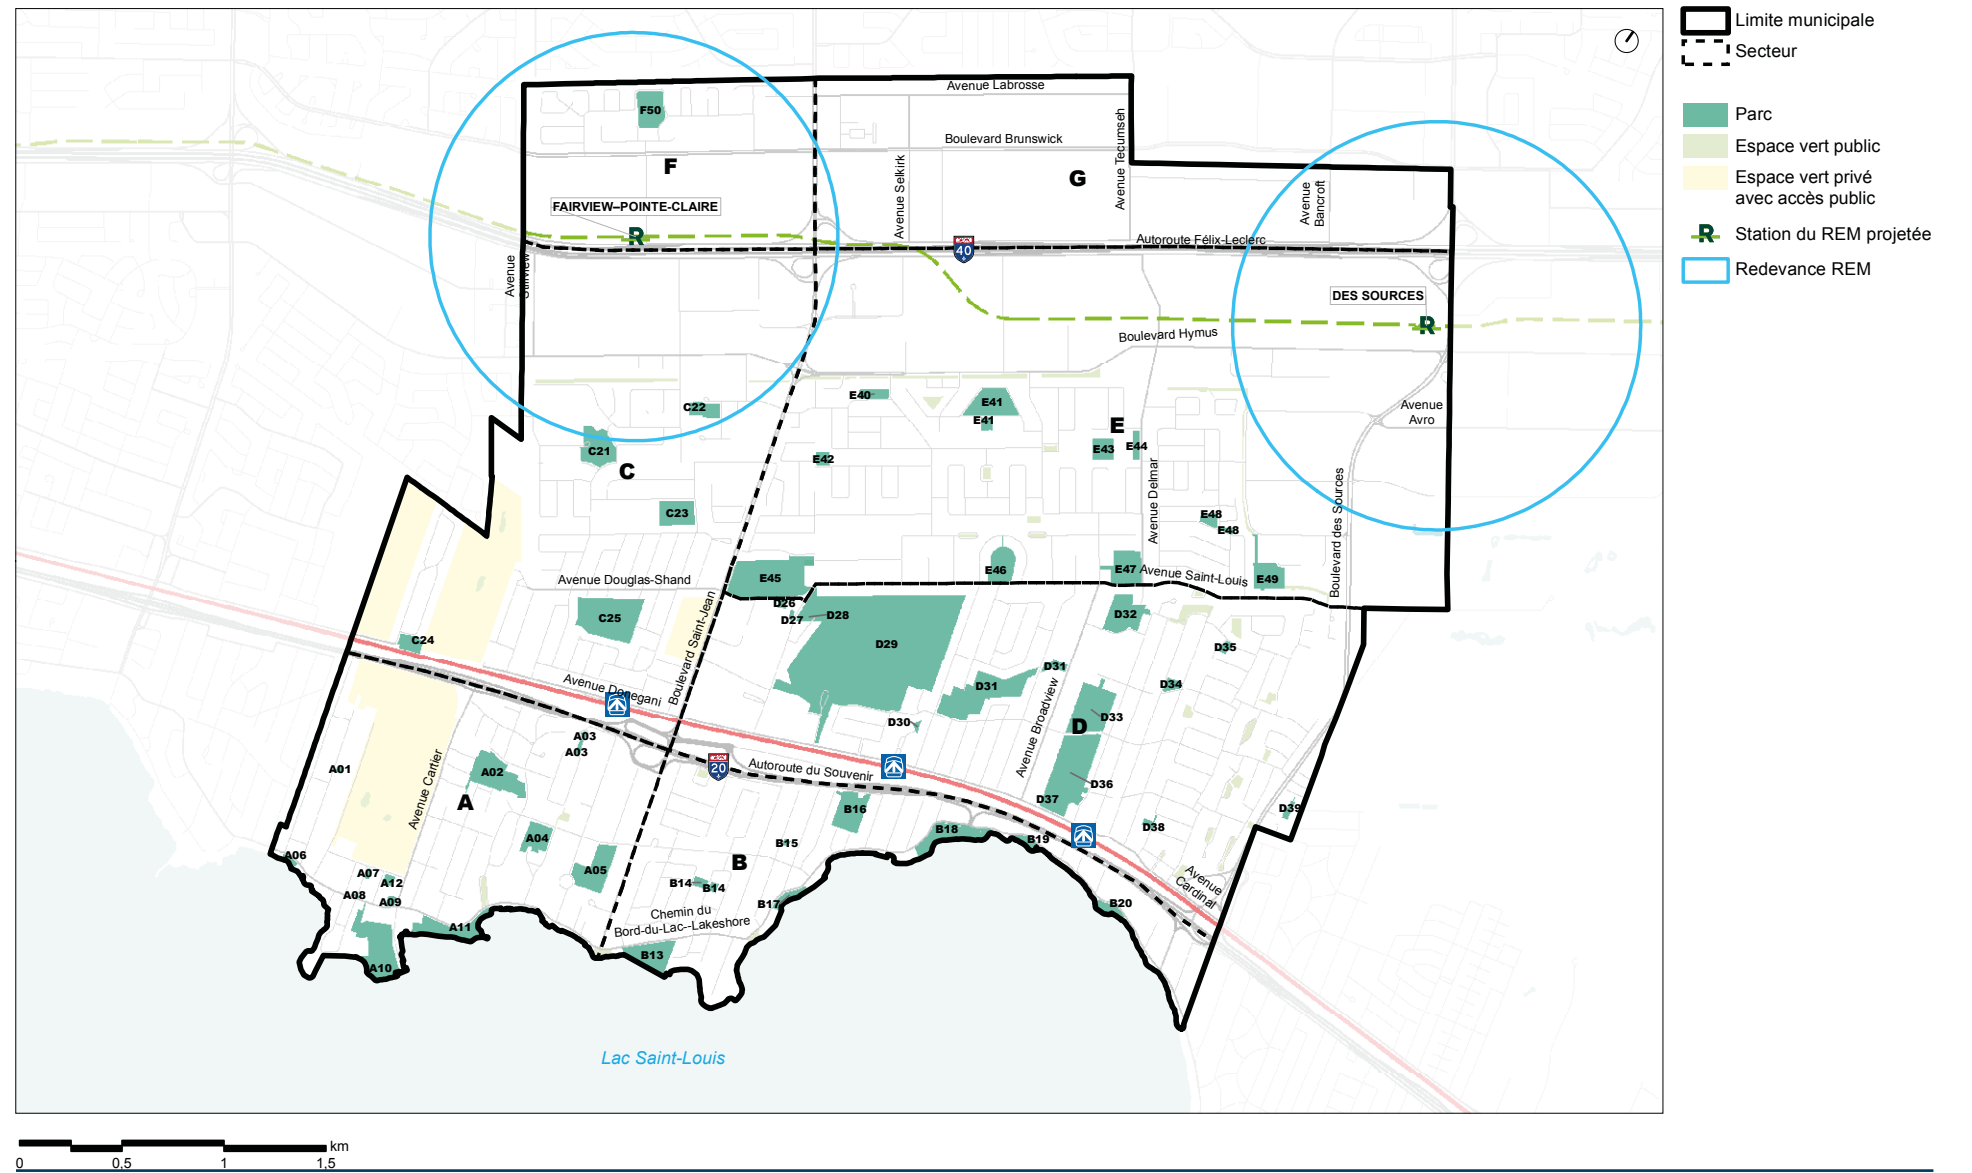 Limite municipale
Secteur
Parc
Espace vert public
Espace vert privé
avec accès public
R Station du REM projetée
Redevance REM
Avenue Labrosse
F50
Boulevard Brunswick
Avenue Tecumseh
F
Avenue Selkirk
G
Avenue
Bancroft
FAIRVIEW–POINTE-CLAIRE
R
Autoroute Félix-Leclerc
40
Avenue
Stillview
DES SOURCES
R
Boulevard Hymus
E40
E41
C22
E41
Avenue
Avro
E
C21
E43
E44
E42
C
Avenue Delmar
Boulevard des Sources
C23
E48
E48
Avenue Douglas-Shand
E45
E46
E47
Avenue Saint-Louis
E49
D26
C25
D27
D28
D32
Boulevard Saint-Jean
C24
D29
D35
D31
D31
D34
Avenue Donegani
D33
D30
D
Avenue Broadview
A03
A03
20
Autoroute du Souvenir
A01
A02
D36
Avenue Cartier
A
D37
D39
B16
D38
B18
A04
B19
B15
A06
B
A05
A07
A12
B14
B14
Avenue
Cardinal
A08
A09
B17
B20
Chemin du
Bord-du-Lac--Lakeshore
A11
B13
A10
Lac Saint-Louis
km
0 0,5 1 1,5